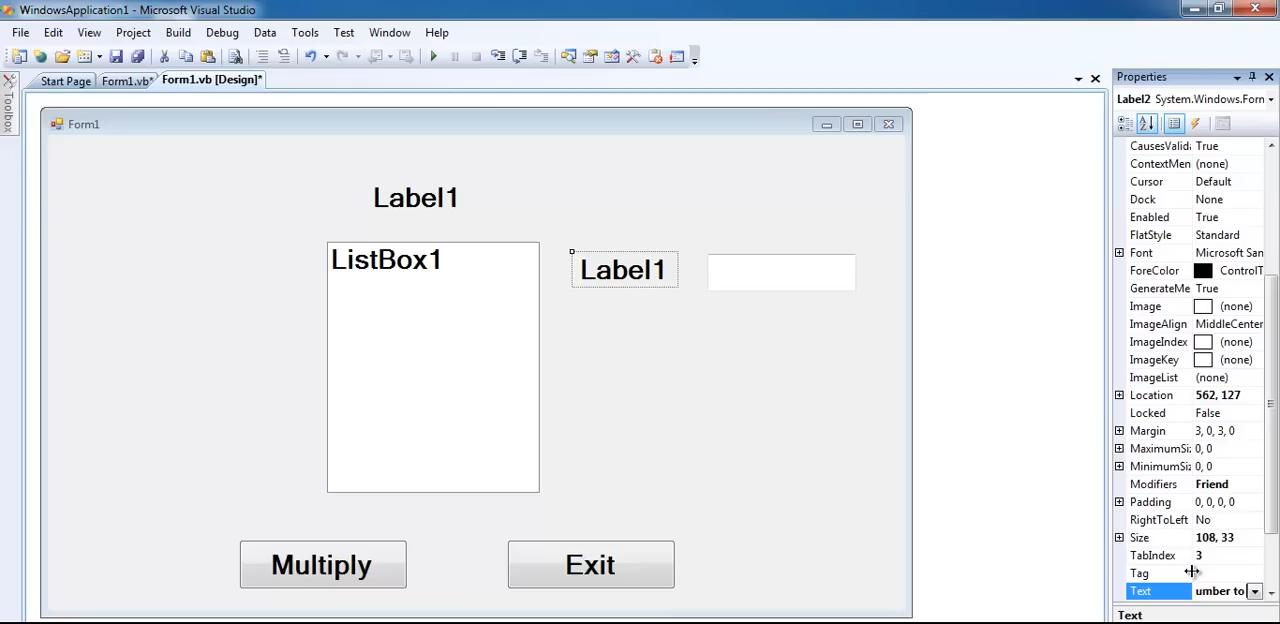 WindowsApplication1 - Microsoft Visual Studio
File Edit View Project Build Debug Data Tools Test Window Help
Start Page Form1.vb* Form1.vb [Design]*
Toolbox
Form1
Label1
ListBox1
Label1
Multiply
Exit
Properties
Label2 System.Windows.Forn
CausesValid True
ContextMen (none)
Cursor Default
Dock None
Enabled True
FlatStyle Standard
Font Microsoft San
ForeColor ControlT
GenerateMe True
Image (none)
ImageAlign MiddleCenter
ImageIndex (none)
ImageKey (none)
ImageList (none)
Location 562, 127
Locked False
Margin 3, 0, 3, 0
MaximumSi 0, 0
MinimumSiz 0, 0
Modifiers Friend
Padding 0, 0, 0, 0
RightToLeft No
Size 108, 33
TabIndex 3
Tag
Text umber to
Text